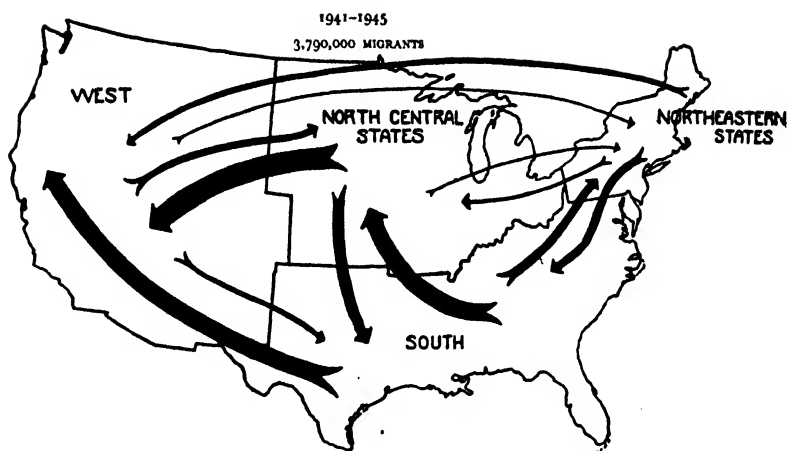 1941-1945
3,790,000 MIGRANTS
WEST
NORTH CENTRAL
STATES
NORTHEASTERN
STATES
SOUTH